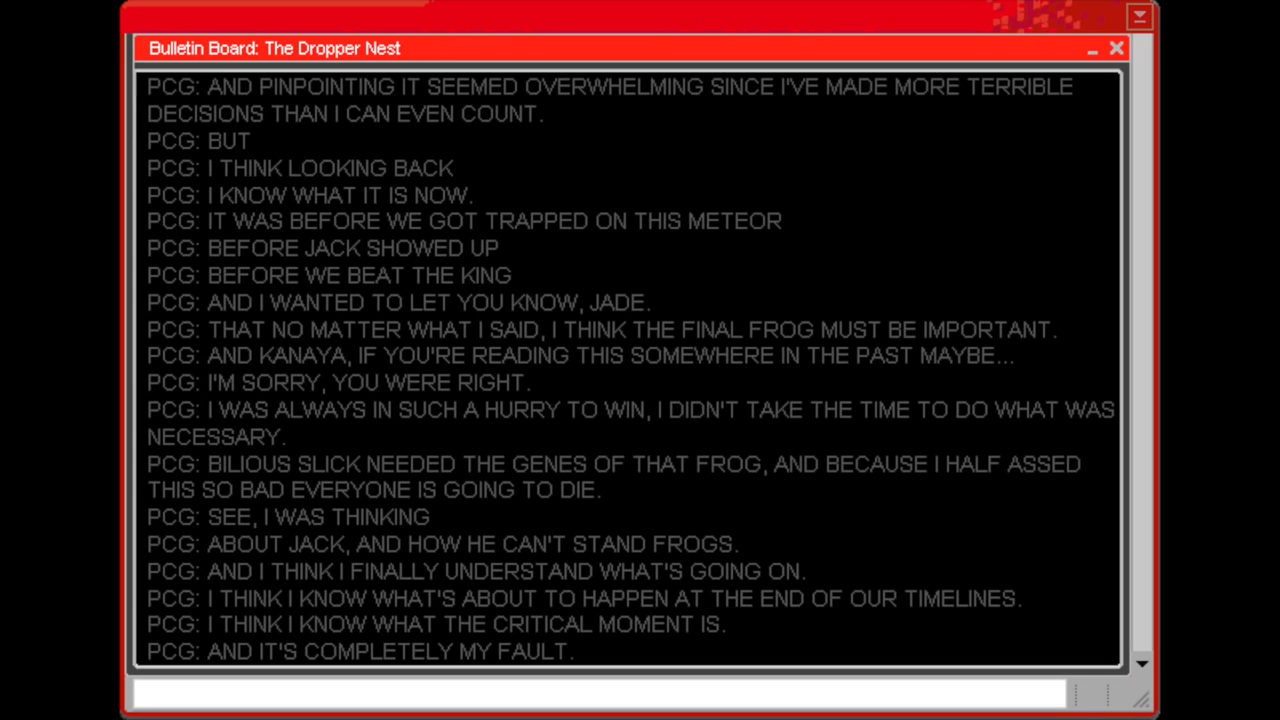 Bulletin Board: The Dropper Nest
PCG: AND PINPOINTING IT SEEMED OVERWHELMING SINCE I'VE MADE MORE TERRIBLE
DECISIONS THAN I CAN EVEN COUNT.
PCG: BUT
PCG: I THINK LOOKING BACK
PCG: I KNOW WHAT IT IS NOW.
PCG: IT WAS BEFORE WE GOT TRAPPED ON THIS METEOR
PCG: BEFORE JACK SHOWED UP
PCG: BEFORE WE BEAT THE KING
PCG: AND I WANTED TO LET YOU KNOW, JADE.
PCG: THAT NO MATTER WHAT I SAID, I THINK THE FINAL FROG MUST BE IMPORTANT.
PCG: AND KANAYA, IF YOU'RE READING THIS SOMEWHERE IN THE PAST MAYBE...
PCG: I'M SORRY, YOU WERE RIGHT.
PCG: I WAS ALWAYS IN SUCH A HURRY TO WIN, I DIDN'T TAKE THE TIME TO DO WHAT WAS
NECESSARY.
PCG: BILIOUS SLICK NEEDED THE GENES OF THAT FROG, AND BECAUSE I HALF ASSED
THIS SO BAD EVERYONE IS GOING TO DIE.
PCG: SEE, I WAS THINKING
PCG: ABOUT JACK, AND HOW HE CAN'T STAND FROGS.
PCG: AND I THINK I FINALLY UNDERSTAND WHAT'S GOING ON.
PCG: I THINK I KNOW WHAT'S ABOUT TO HAPPEN AT THE END OF OUR TIMELINES.
PCG: I THINK I KNOW WHAT THE CRITICAL MOMENT IS.
PCG: AND IT'S COMPLETELY MY FAULT.